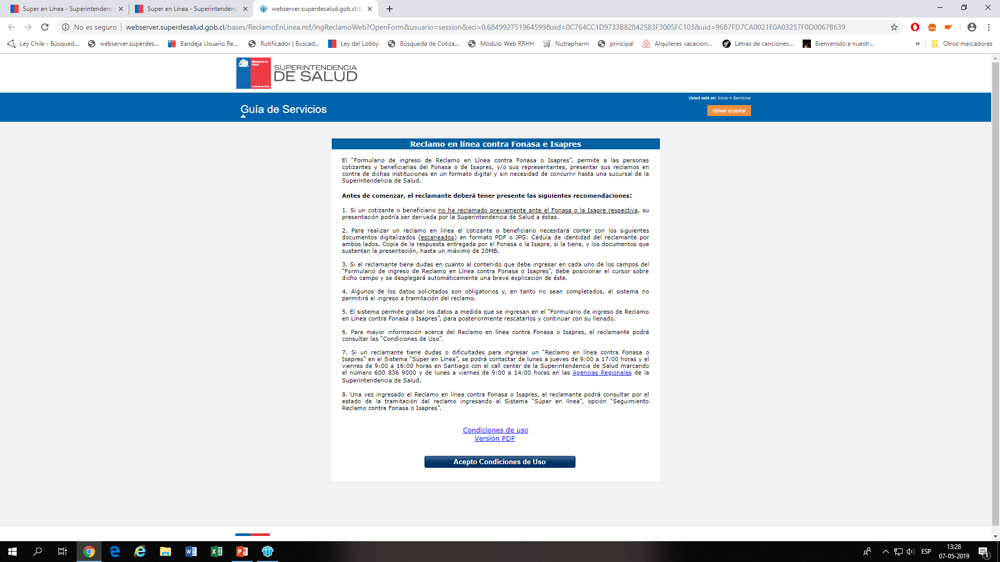 Super en Línea - Superintendenc
Super en Línea - Superintendenc
webserver.superdesalud.gob.cl/b
No es seguro
webserver.superdesalud.gob.cl/bases/ReclamoEnLinea.nsf/IngReclamoWeb?OpenForm&usuario=session&eci=0,684992751964599&sid=0C764CC1D9733B82842583F3005FC103&uid=96B7FD7CA0021E0A03257F0D0067B639
Ley Chile - Búsqued...
webserver.superdes...
Bandeja Usuario Re...
Rutificador | Buscad...
Ley del Lobby
Búsqueda de Cotiza...
Modulo Web RRHH
Nutrapharm
principal
Alquileres vacacion...
Letras de canciones...
Bienvenido a nuestr...
»
Otros marcadores
Ministerio de
Salud
Gobierno de Chile
SUPERINTENDENCIA
DE SALUD
Usted está en: Inicio > Servicios
Guía de Servicios
Volver al portal
Reclamo en línea contra Fonasa e Isapres
El “Formulario de ingreso de Reclamo en Línea contra Fonasa o Isapres”, permite a las personas
cotizantes y beneficiarias del Fonasa o de Isapres, y/o sus representantes, presentar sus reclamos en
contra de dichas instituciones en un formato digital y sin necesidad de concurrir hasta una sucursal de la
Superintendencia de Salud.
Antes de comenzar, el reclamante deberá tener presente las siguientes recomendaciones:
1. Si un cotizante o beneficiario no ha reclamado previamente ante el Fonasa o la Isapre respectiva, su
presentación podría ser derivada por la Superintendencia de Salud a éstas.
2. Para realizar un reclamo en línea el cotizante o beneficiario necesitará contar con los siguientes
documentos digitalizados (escaneados) en formato PDF o JPG: Cédula de identidad del reclamante por
ambos lados, Copia de la respuesta entregada por el Fonasa o la Isapre, si la tiene, y los documentos que
sustentan la presentación, hasta un máximo de 20MB.
3. Si el reclamante tiene dudas en cuanto al contenido que debe ingresar en cada uno de los campos del
“Formulario de ingreso de Reclamo en Línea contra Fonasa o Isapres”, debe posicionar el cursor sobre
dicho campo y se desplegará automáticamente una breve explicación de éste.
4. Algunos de los datos solicitados son obligatorios y, en tanto no sean completados, el sistema no
permitirá el ingreso a tramitación del reclamo.
5. El sistema permite grabar los datos a medida que se ingresan en el “Formulario de ingreso de Reclamo
en Línea contra Fonasa o Isapres”, para posteriormente rescatarlos y continuar con su llenado.
6. Para mayor información acerca del Reclamo en línea contra Fonasa o Isapres, el reclamante podrá
consultar las “Condiciones de Uso”.
7. Si un reclamante tiene dudas o dificultades para ingresar un “Reclamo en línea contra Fonasa o
Isapres” en el Sistema “Súper en Línea”, se podrá contactar de lunes a jueves de 9:00 a 17:00 horas y el
viernes de 9:00 a 16:00 horas en Santiago con el call center de la Superintendencia de Salud marcando
el número 600 836 9000 y de lunes a viernes de 9:00 a 14:00 horas en las Agencias Regionales de la
Superintendencia de Salud.
8. Una vez ingresado el Reclamo en línea contra Fonasa o Isapres, el reclamante podrá consultar por el
estado de la tramitación del reclamo ingresando al Sistema “Súper en línea”, opción “Seguimiento
Reclamo contra Fonasa o Isapres”.
Condiciones de uso
Versión PDF
Acepto Condiciones de Uso
ESP
13:28
07-05-2019
1